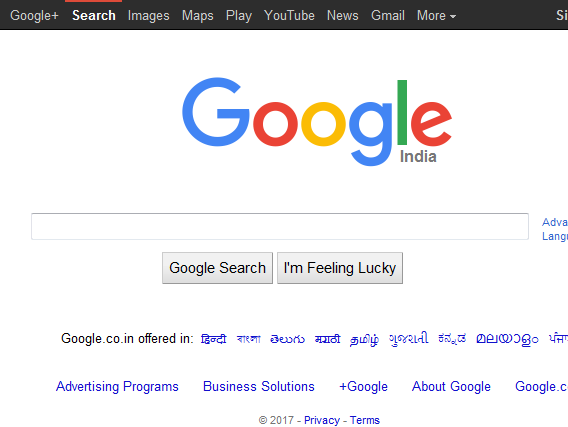 Google+ Search Images Maps Play YouTube News Gmail More Si
Google
India
Adva
Langu
Google Search I'm Feeling Lucky
Google.co.in offered in: हिन्दी বাংলা తెలుగు मराठी தமிழ் ગુજરાતી ಕನ್ನಡ മലയാളം ਪੰਜਾ
Advertising Programs Business Solutions +Google About Google Google.c
© 2017 - Privacy - Terms